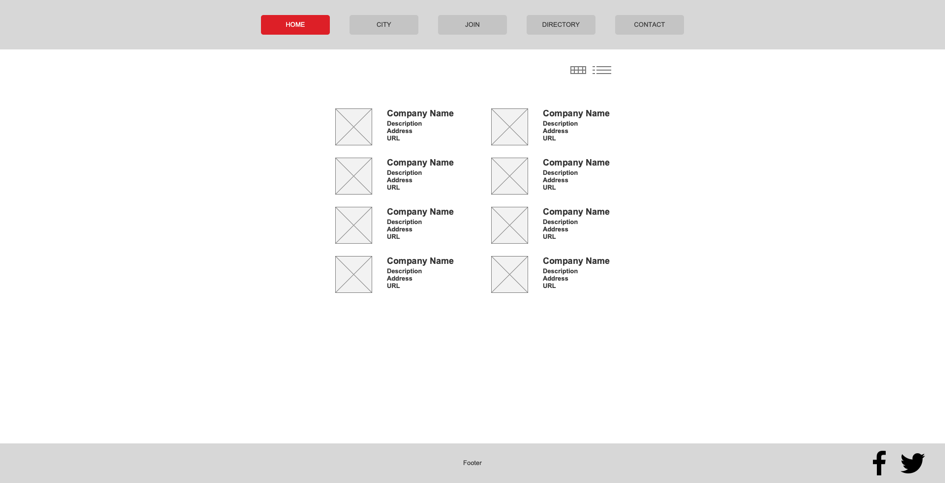 HOME
CITY
JOIN
DIRECTORY
CONTACT
Company Name
Description
Address
URL
Company Name
Description
Address
URL
Company Name
Description
Address
URL
Company Name
Description
Address
URL
Company Name
Description
Address
URL
Company Name
Description
Address
URL
Company Name
Description
Address
URL
Company Name
Description
Address
URL
Footer